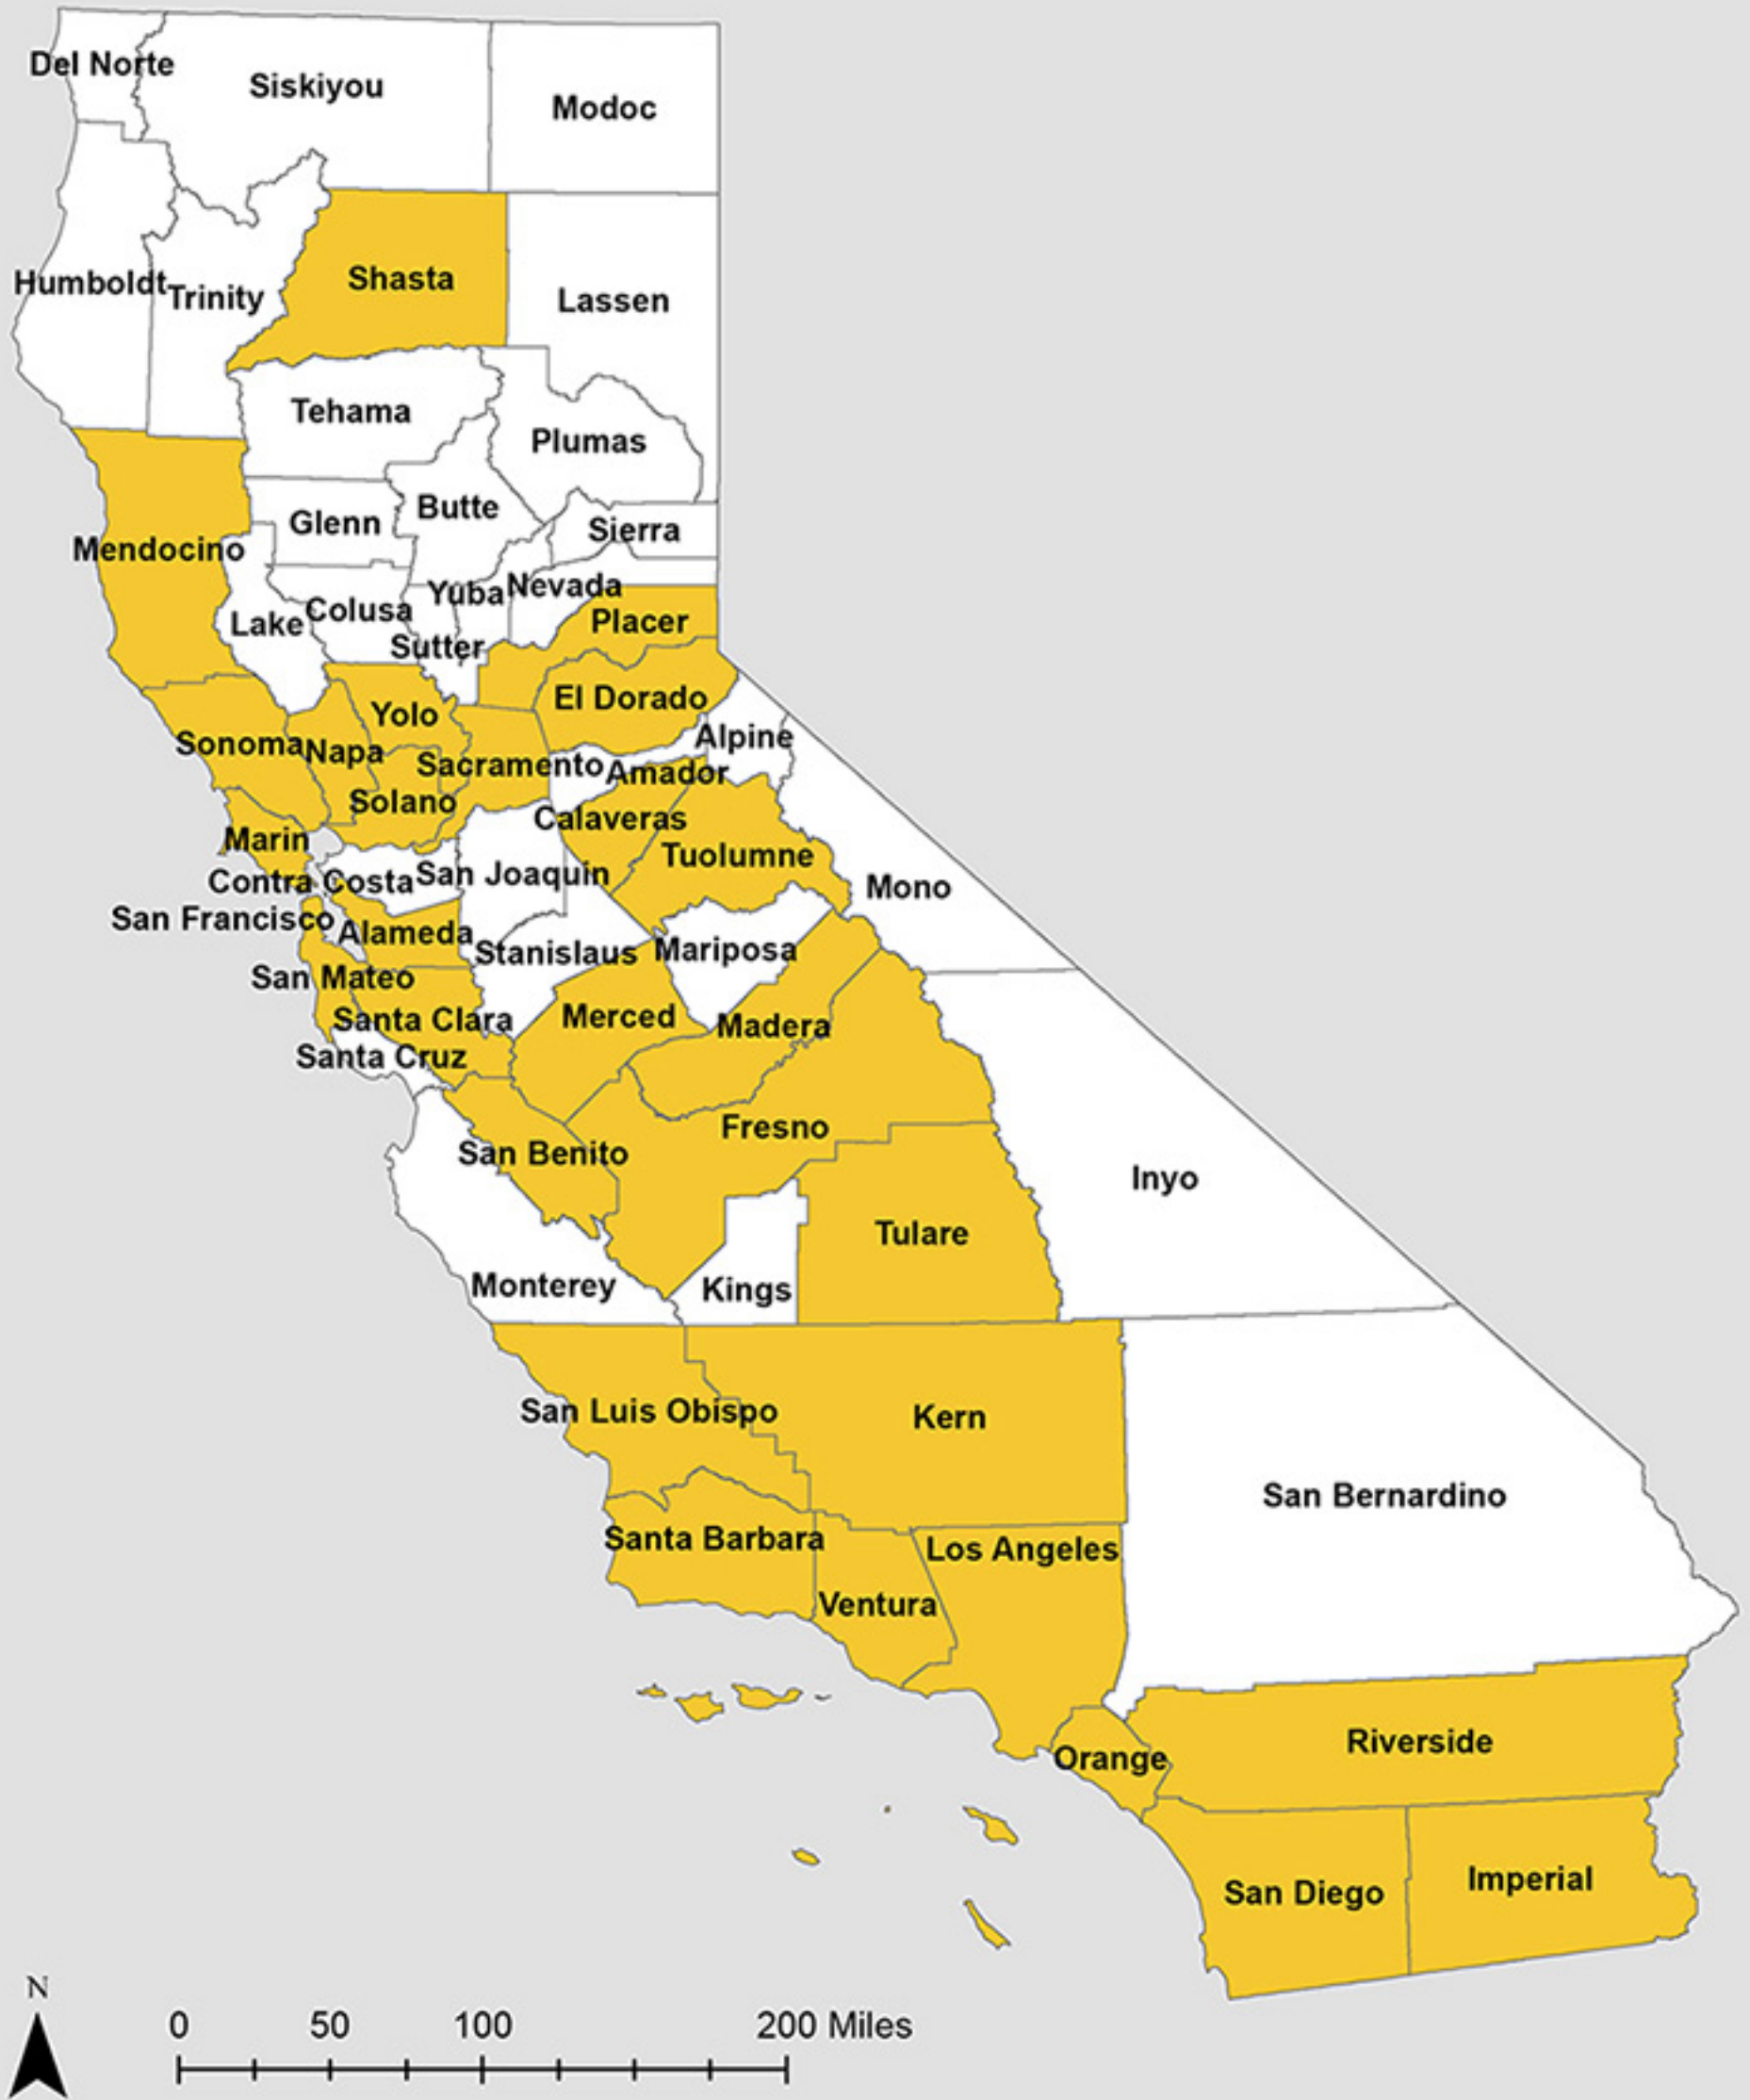 Del Norte
Siskiyou
Modoc
Humboldt
Trinity
Shasta
Lassen
Tehama
Plumas
Mendocino
Glenn
Butte
Sierra
Lake
Colusa
Yuba
Nevada
Sutter
Placer
El Dorado
Yolo
Sonoma
Napa
Alpine
Sacramento
Amador
Solano
Calaveras
Marin
Tuolumne
Contra Costa
San Joaquin
Mono
San Francisco
Alameda
Stanislaus
Mariposa
San Mateo
Santa Clara
Merced
Madera
Santa Cruz
Fresno
San Benito
Inyo
Tulare
Monterey
Kings
San Luis Obispo
Kern
San Bernardino
Santa Barbara
Los Angeles
Ventura
Orange
Riverside
San Diego
Imperial
N
0 50 100 200 Miles